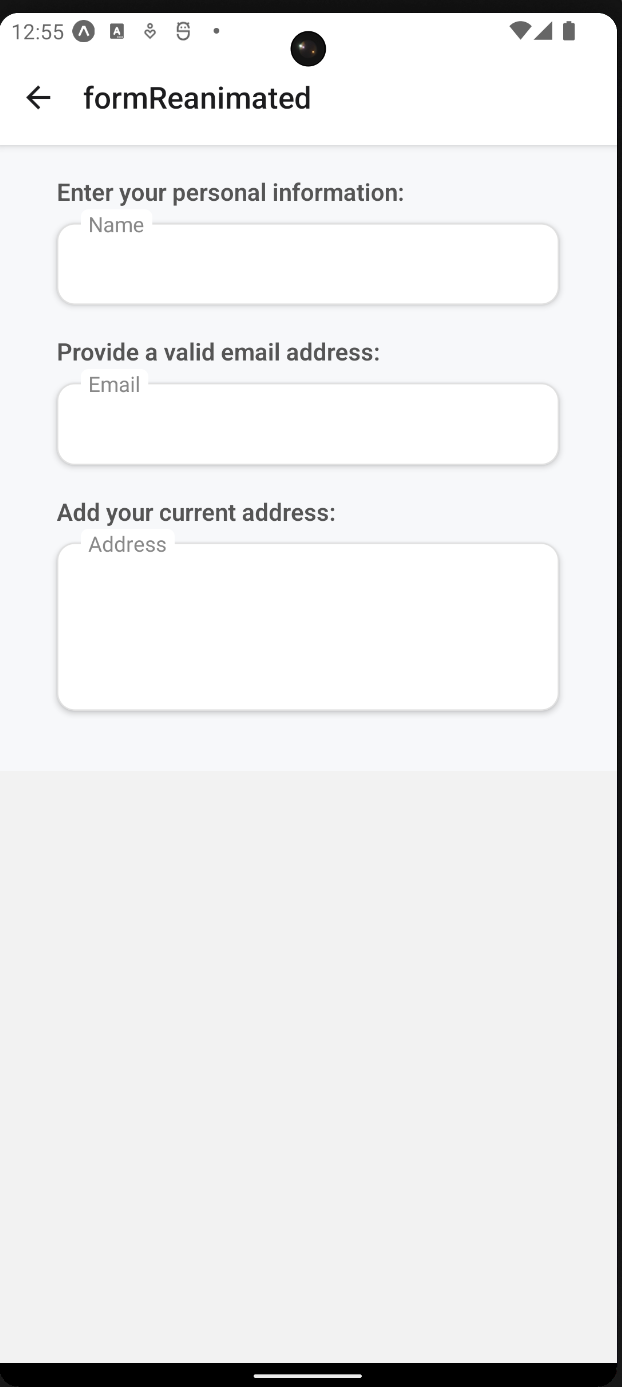 12:55
formReanimated
Enter your personal information:
Name
Provide a valid email address:
Email
Add your current address:
Address